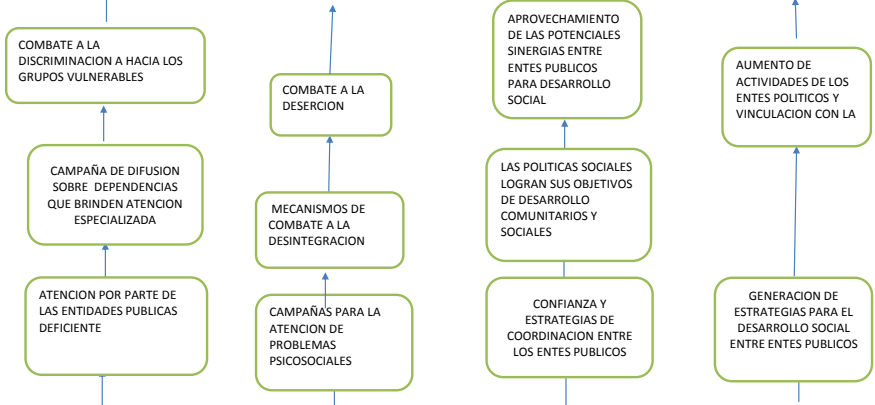 COMBATE A LA
DISCRIMINACION A HACIA LOS
GRUPOS VULNERABLES
CAMPAÑA DE DIFUSION
SOBRE DEPENDENCIAS
QUE BRINDEN ATENCION
ESPECIALIZADA
ATENCION POR PARTE DE
LAS ENTIDADES PUBLICAS
DEFICIENTE
COMBATE A LA
DESERCION
MECANISMOS DE
COMBATE A LA
DESINTEGRACION
CAMPAÑAS PARA LA
ATENCION DE
PROBLEMAS
PSICOSOCIALES
APROVECHAMIENTO
DE LAS POTENCIALES
SINERGIAS ENTRE
ENTES PUBLICOS
PARA DESARROLLO
SOCIAL
LAS POLITICAS SOCIALES
LOGRAN SUS OBJETIVOS
DE DESARROLLO
COMUNITARIOS Y
SOCIALES
CONFIANZA Y
ESTRATEGIAS DE
COORDINACION ENTRE
LOS ENTES PUBLICOS
AUMENTO DE
ACTIVIDADES DE LOS
ENTES POLITICOS Y
VINCULACION CON LA
GENERACION DE
ESTRATEGIAS PARA EL
DESARROLLO SOCIAL
ENTRE ENTES PUBLICOS